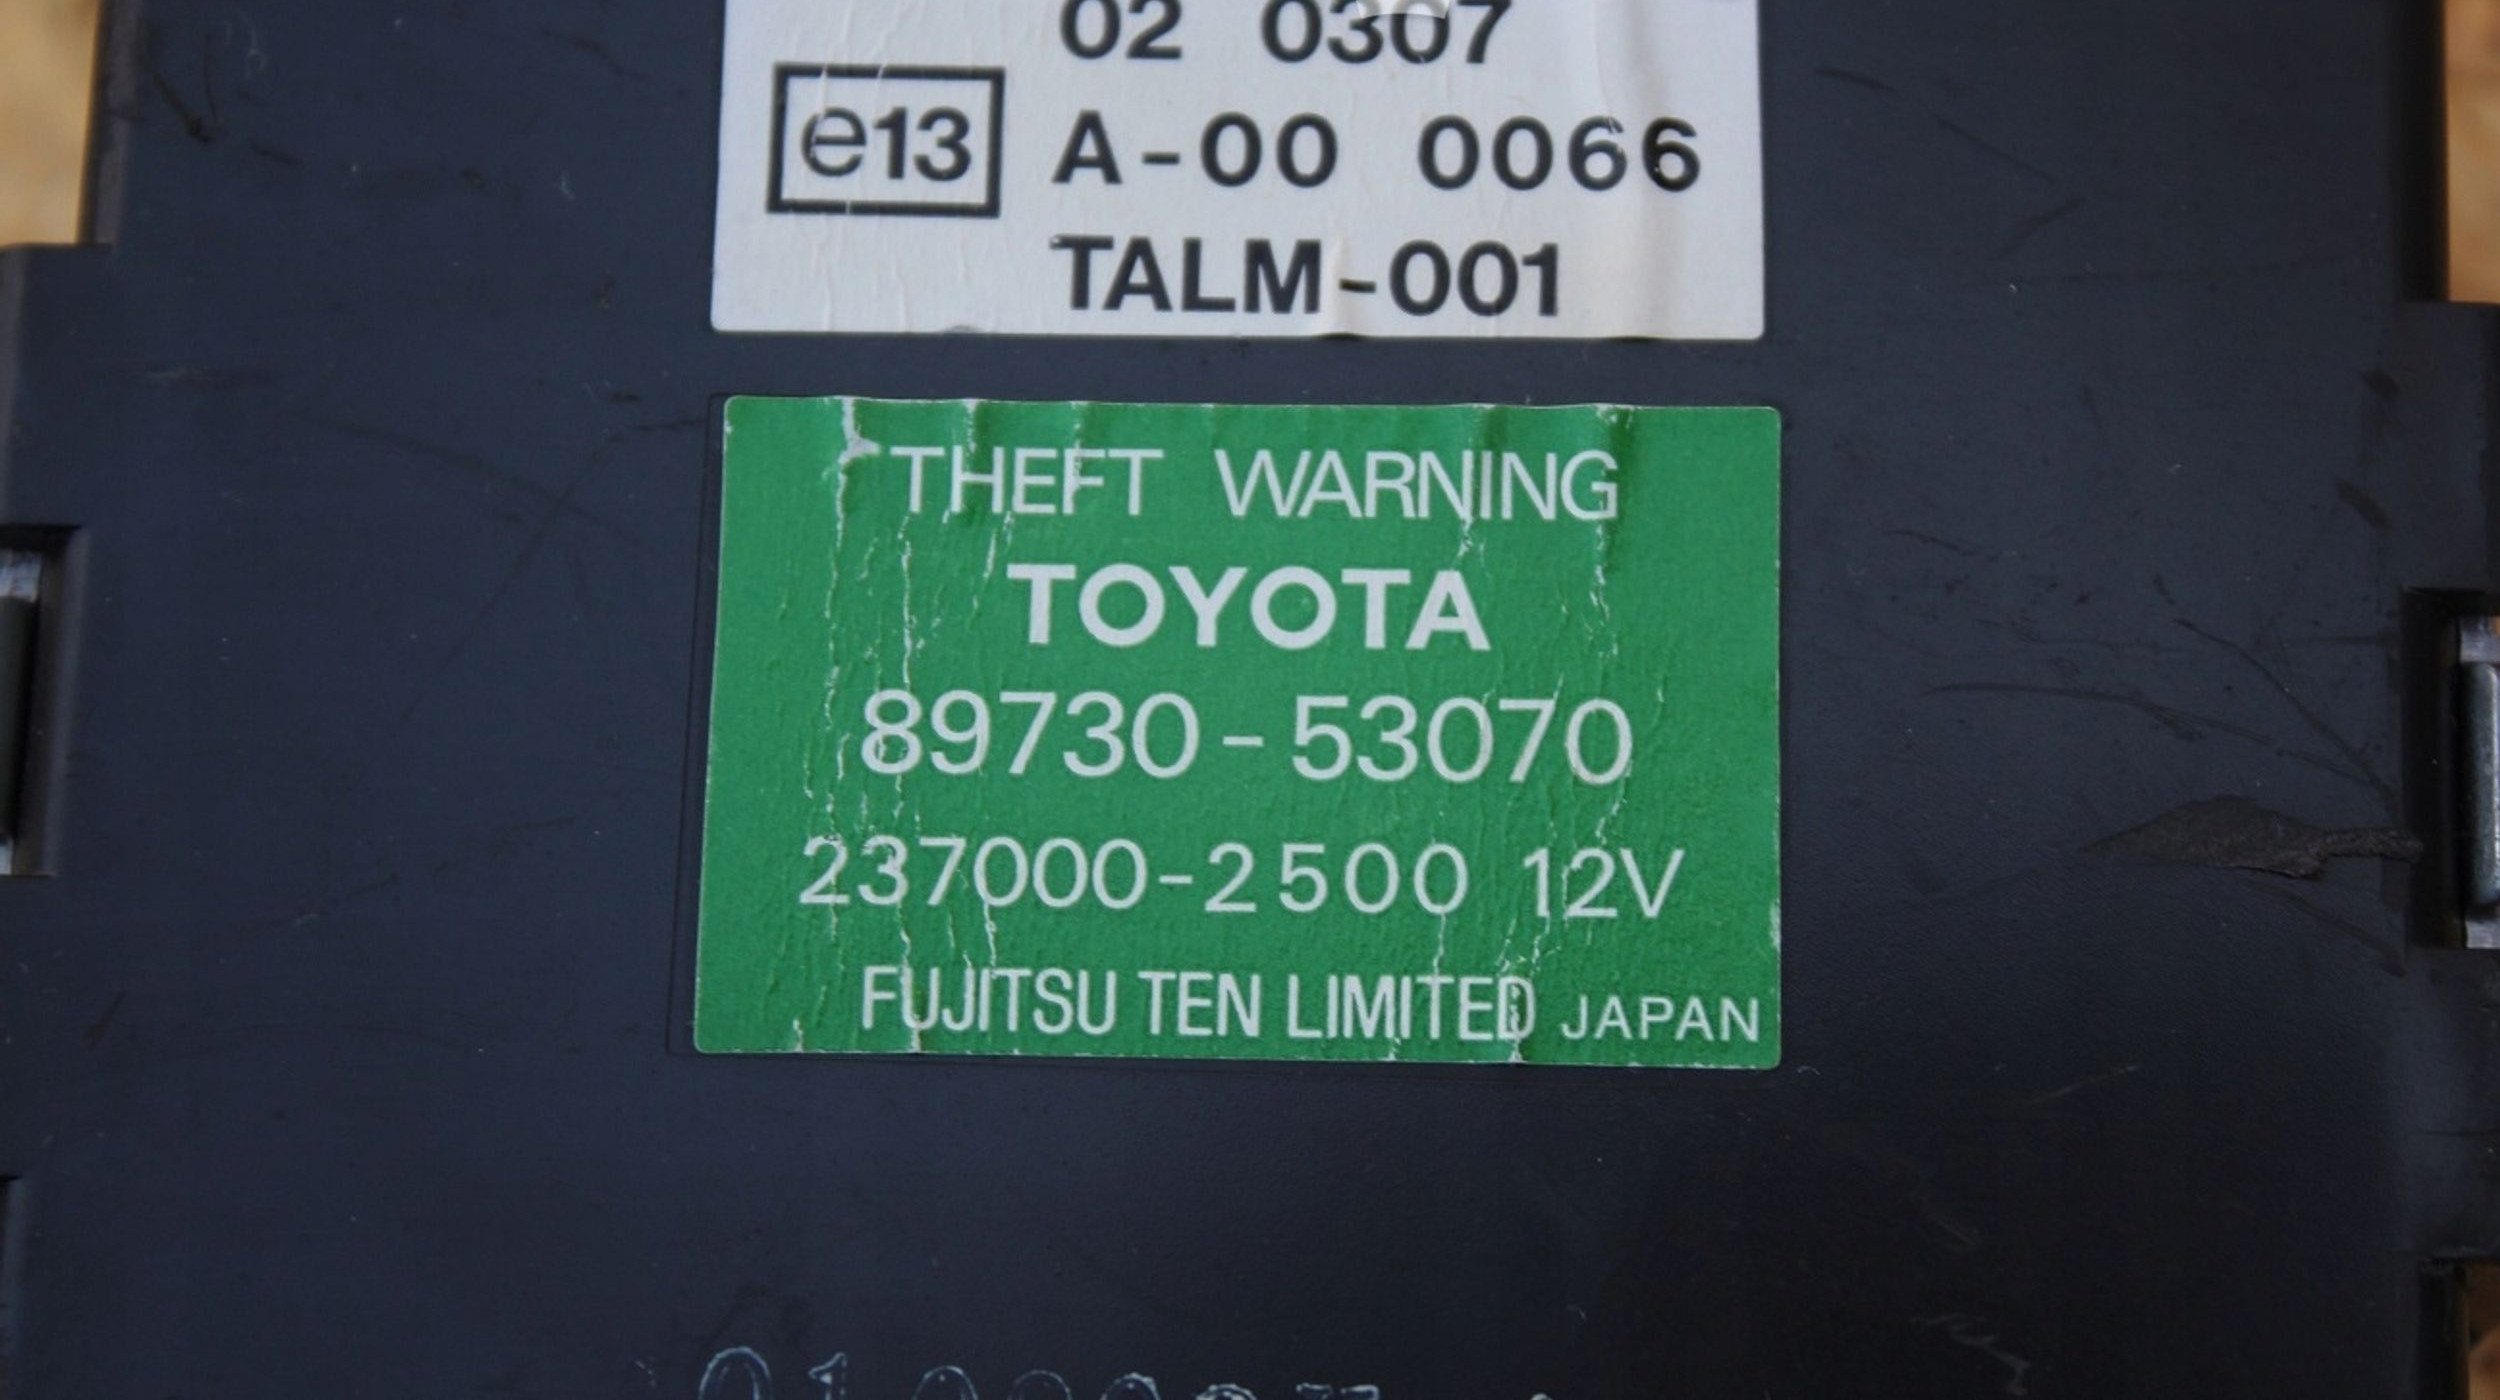 02 0307
e13 A-00 0066
TALM-001
THEFT WARNING
TOYOTA
89730-53070
237000-2500 12V
FUJITSU TEN LIMITED JAPAN